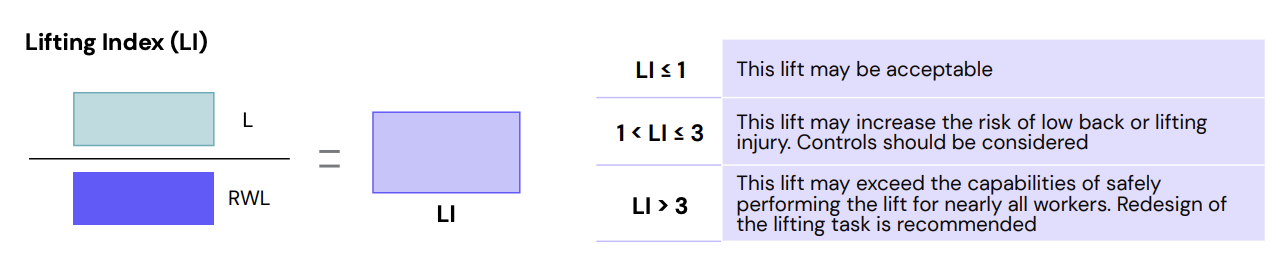 Lifting Index (LI)
L
RWL
=
LI
LI ≤ 1
This lift may be acceptable
1 < LI ≤ 3
This lift may increase the risk of low back or lifting
injury. Controls should be considered
LI > 3
This lift may exceed the capabilities of safely
performing the lift for nearly all workers. Redesign of
the lifting task is recommended